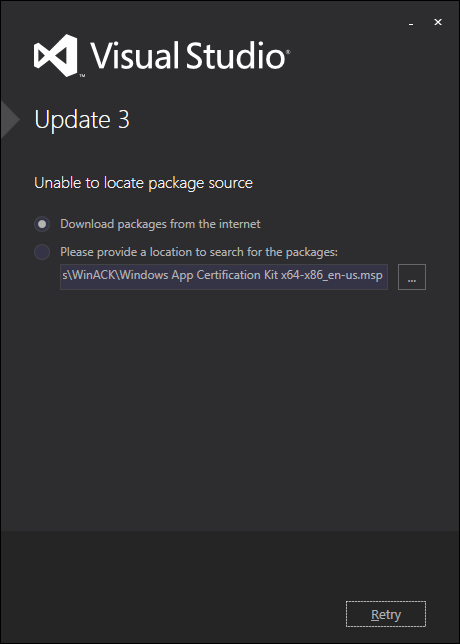 Visual Studio®
™
Update 3
Unable to locate package source
Download packages from the internet
Please provide a location to search for the packages:
s\WinACK\Windows App Certification Kit x64-x86_en-us.msp
...
Retry